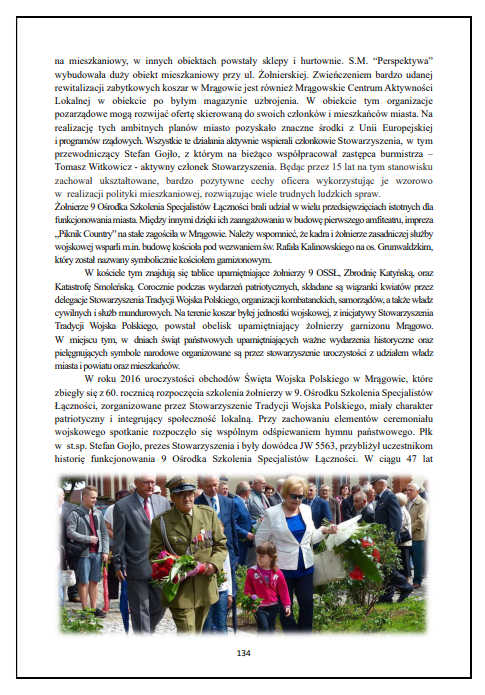 na mieszkaniowy, w innych obiektach powstały sklepy i hurtownie. S.M. “Perspektywa”
wybudowała duży obiekt mieszkaniowy przy ul. Żołnierskiej. Zwieńczeniem bardzo udanej
rewitalizacji zabytkowych koszar w Mrągowie jest również Mrągowskie Centrum Aktywności
Lokalnej w obiekcie po byłym magazynie uzbrojenia. W obiekcie tym organizacje
pozarządowe mogą rozwijać ofertę skierowaną do swoich członków i mieszkańców miasta. Na
realizację tych ambitnych planów miasto pozyskało znaczne środki z Unii Europejskiej
i programów rządowych. Wszystkie te działania aktywnie wspierali członkowie Stowarzyszenia, w tym
przewodniczący Stefan Gojło, z którym na bieżąco współpracował zastępca burmistrza –
Tomasz Witkowicz - aktywny członek Stowarzyszenia. Będąc przez 15 lat na tym stanowisku
zachował ukształtowane, bardzo pozytywne cechy oficera wykorzystując je wzorowo
w realizacji polityki mieszkaniowej, rozwiązując wiele trudnych ludzkich spraw.
Żołnierze 9 Ośrodka Szkolenia Specjalistów Łączności brali udział w wielu przedsięwzięciach istotnych dla
funkcjonowania miasta. Między innymi dzięki ich zaangażowaniu w budowę pierwszego amfiteatru, impreza
„Piknik Country” na stałe zagościła w Mrągowie. Należy wspomnieć, że kadra i żołnierze zasadniczej służby
wojskowej wsparli m.in. budowę kościoła pod wezwaniem św. Rafała Kalinowskiego na os. Grunwaldzkim,
który został nazwany symbolicznie kościołem garnizonowym.
W kościele tym znajdują się tablice upamiętniające żołnierzy 9 OSSŁ, Zbrodnię Katyńską, oraz
Katastrofę Smoleńską. Corocznie podczas wydarzeń patriotycznych, składane są wiązanki kwiatów przez
delegacje Stowarzyszenia Tradycji Wojska Polskiego, organizacji kombatanckich, samorządów, a także władz
cywilnych i służb mundurowych. Na terenie koszar byłej jednostki wojskowej, z inicjatywy Stowarzyszenia
Tradycji Wojska Polskiego, powstał obelisk upamiętniający żołnierzy garnizonu Mrągowo.
W miejscu tym, w dniach świąt państwowych upamiętniających ważne wydarzenia historyczne oraz
pielęgnujących symbole narodowe organizowane są przez stowarzyszenie uroczystości z udziałem władz
miasta i powiatu oraz mieszkańców.
W roku 2016 uroczystości obchodów Święta Wojska Polskiego w Mrągowie, które
zbiegły się z 60. rocznicą rozpoczęcia szkolenia żołnierzy w 9. Ośrodku Szkolenia Specjalistów
Łączności, zorganizowane przez Stowarzyszenie Tradycji Wojska Polskiego, miały charakter
patriotyczny i integrujący społeczność lokalną. Przy zachowaniu elementów ceremoniału
wojskowego spotkanie rozpoczęło się wspólnym odśpiewaniem hymnu państwowego. Płk
w st.sp. Stefan Gojło, prezes Stowarzyszenia i były dowódca JW 5563, przybliżył uczestnikom
historię funkcjonowania 9 Ośrodka Szkolenia Specjalistów Łączności. W ciągu 47 lat
134